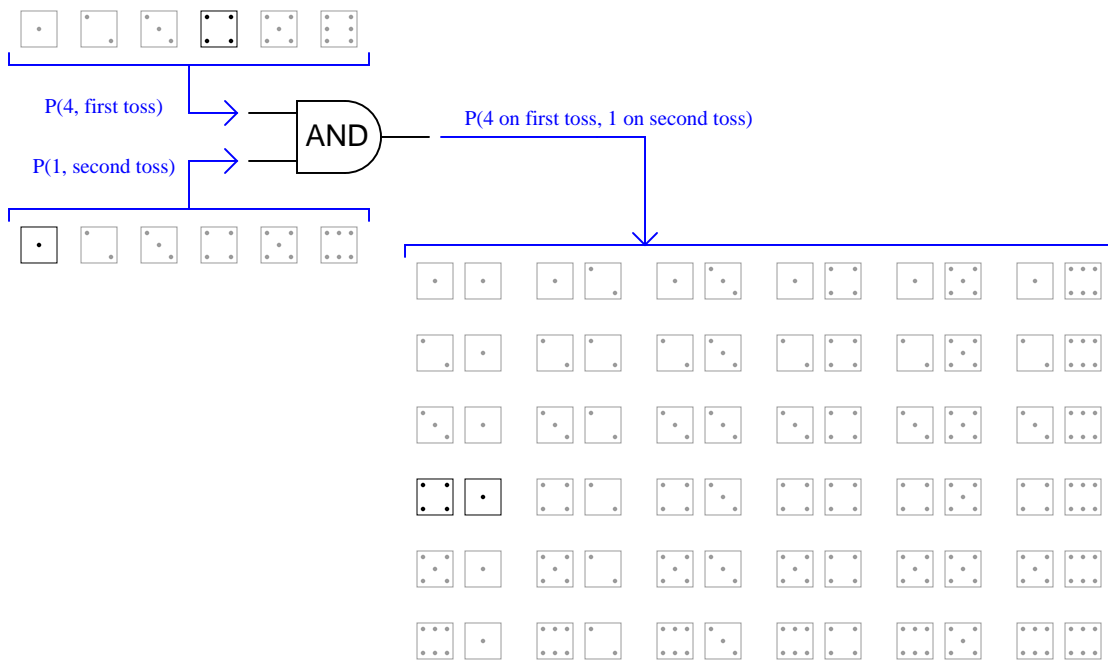 P(4, first toss)
AND
P(4 on first toss, 1 on second toss)
P(1, second toss)